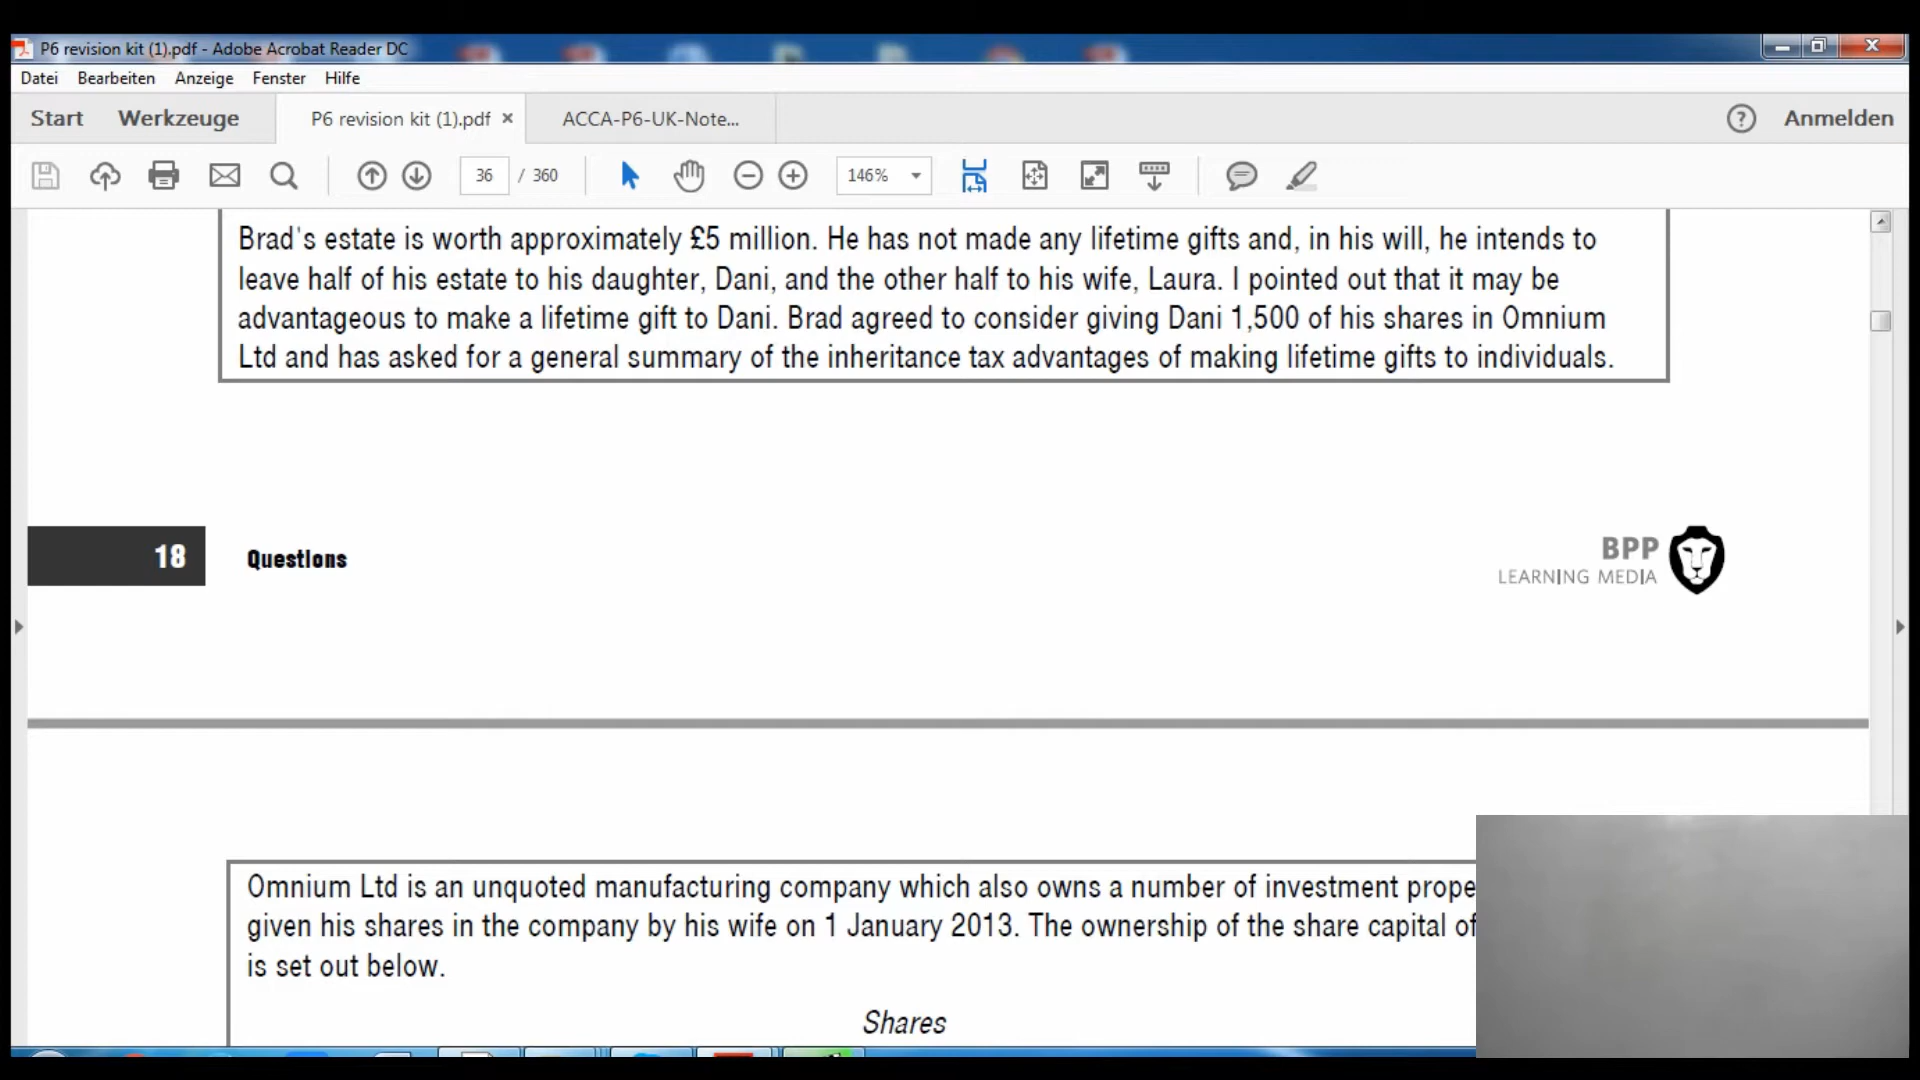 P6 revision kit (1).pdf - Adobe Acrobat Reader DC
Datei Bearbeiten Anzeige Fenster Hilfe
Start Werkzeuge P6 revision kit (1).pdf × ACCA-P6-UK-Note... ? Anmelden
36 / 360 146%
Brad's estate is worth approximately £5 million. He has not made any lifetime gifts and, in his will, he intends to
leave half of his estate to his daughter, Dani, and the other half to his wife, Laura. I pointed out that it may be
advantageous to make a lifetime gift to Dani. Brad agreed to consider giving Dani 1,500 of his shares in Omnium
Ltd and has asked for a general summary of the inheritance tax advantages of making lifetime gifts to individuals.
18 Questions
BPP
LEARNING MEDIA
Omnium Ltd is an unquoted manufacturing company which also owns a number of investment prope
given his shares in the company by his wife on 1 January 2013. The ownership of the share capital of
is set out below.
Shares